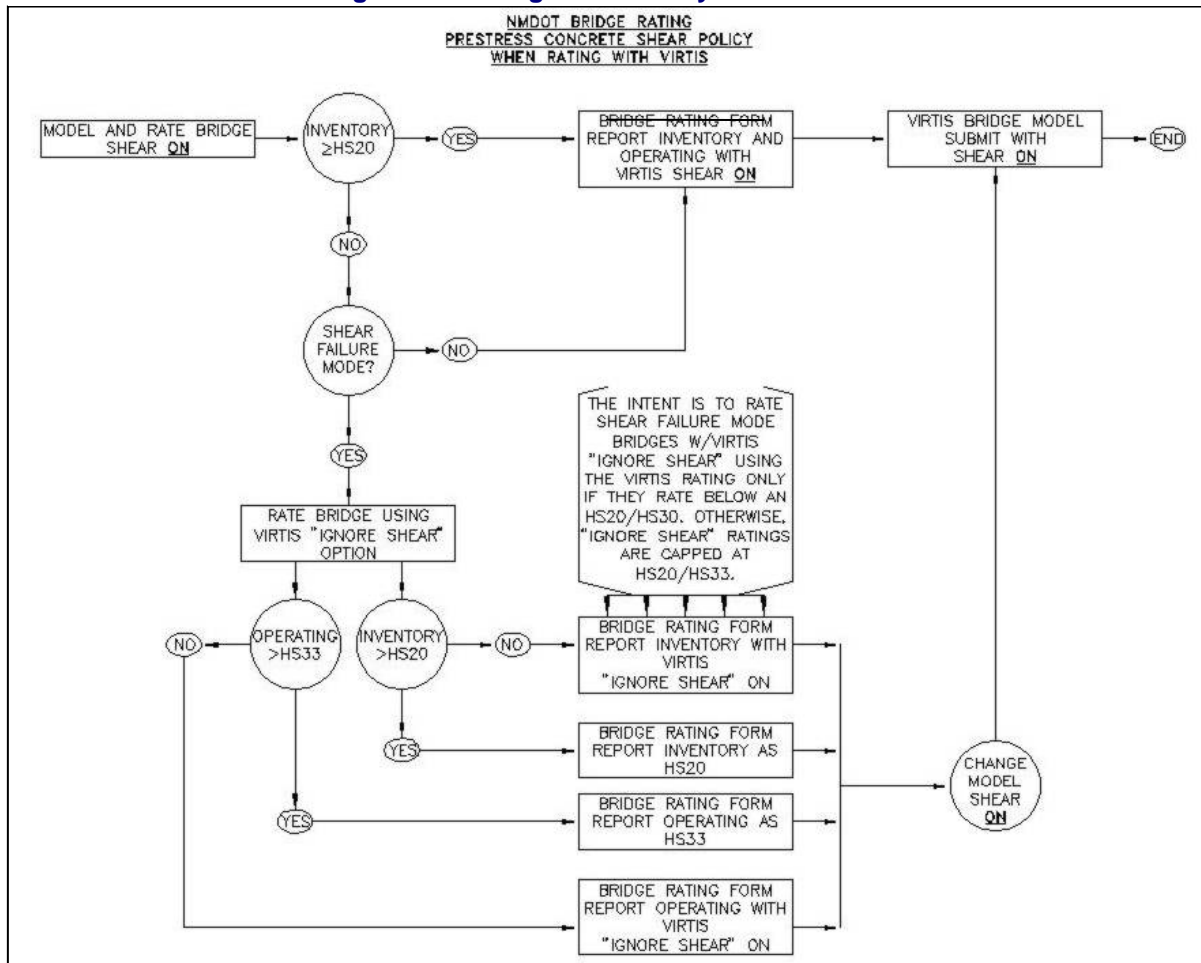 NMDOT BRIDGE RATING
PRESTRESS CONCRETE SHEAR POLICY
WHEN RATING WITH VIRTIS
MODEL AND RATE BRIDGE
SHEAR ON
INVENTORY
≥HS20
YES
BRIDGE RATING FORM
REPORT INVENTORY AND
OPERATING WITH
VIRTIS SHEAR ON
VIRTIS BRIDGE MODEL
SUBMIT WITH
SHEAR ON
END
NO
SHEAR
FAILURE
MODE?
NO
YES
THE INTENT IS TO RATE
SHEAR FAILURE MODE
BRIDGES W/VIRTIS
"IGNORE SHEAR" USING
THE VIRTIS RATING ONLY
IF THEY RATE BELOW AN
HS20/HS30. OTHERWISE,
"IGNORE SHEAR" RATINGS
ARE CAPPED AT
HS20/HS33.
RATE BRIDGE USING
VIRTIS "IGNORE SHEAR"
OPTION
NO
OPERATING
>HS33
INVENTORY
>HS20
NO
BRIDGE RATING FORM
REPORT INVENTORY WITH
VIRTIS
"IGNORE SHEAR" ON
YES
BRIDGE RATING FORM
REPORT INVENTORY AS
HS20
CHANGE
MODEL
SHEAR
ON
YES
BRIDGE RATING FORM
REPORT OPERATING AS
HS33
BRIDGE RATING FORM
REPORT OPERATING WITH
VIRTIS
"IGNORE SHEAR" ON